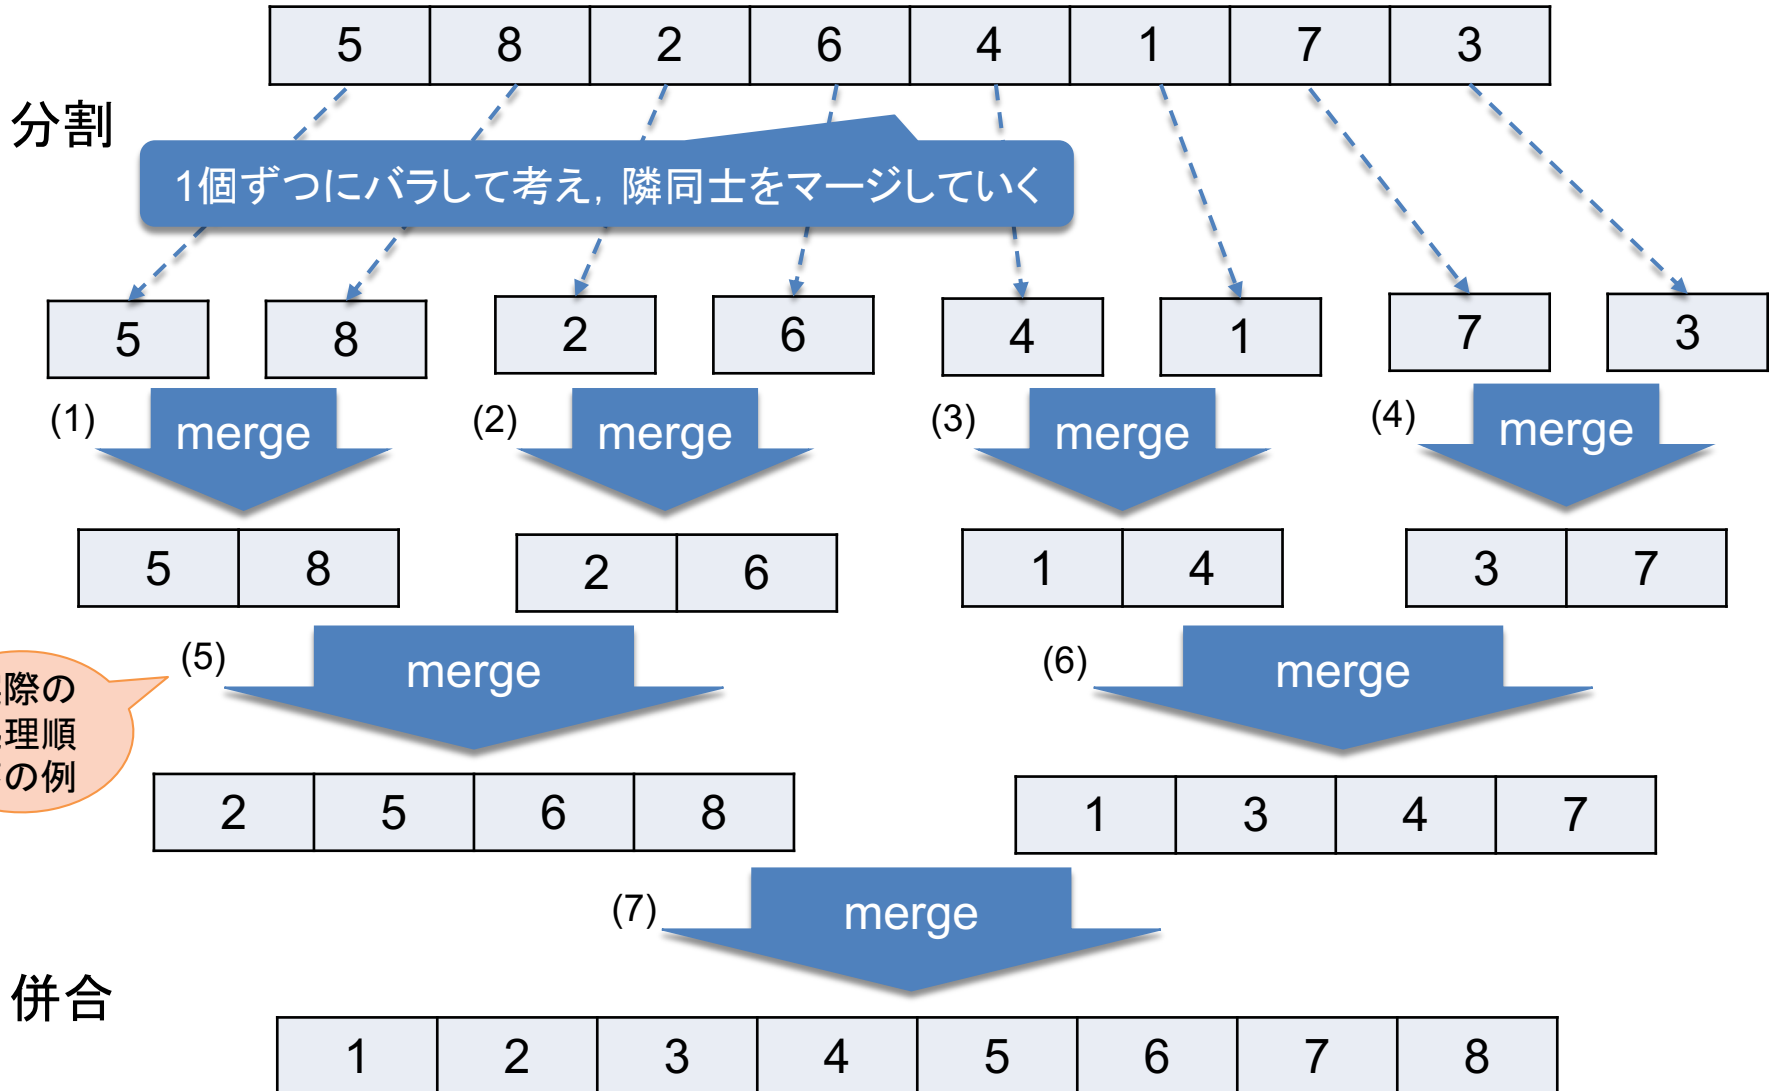 5 8 2 6 4 1 7 3
分割
1個ずつにバラして考え，隣同士をマージしていく
5 8 2 6 4 1 7 3
(1) merge (2) merge (3) merge (4) merge
5 8 2 6 1 4 3 7
(5) merge (6) merge
際の
理順
の例
2 5 6 8 1 3 4 7
(7) merge
併合
1 2 3 4 5 6 7 8